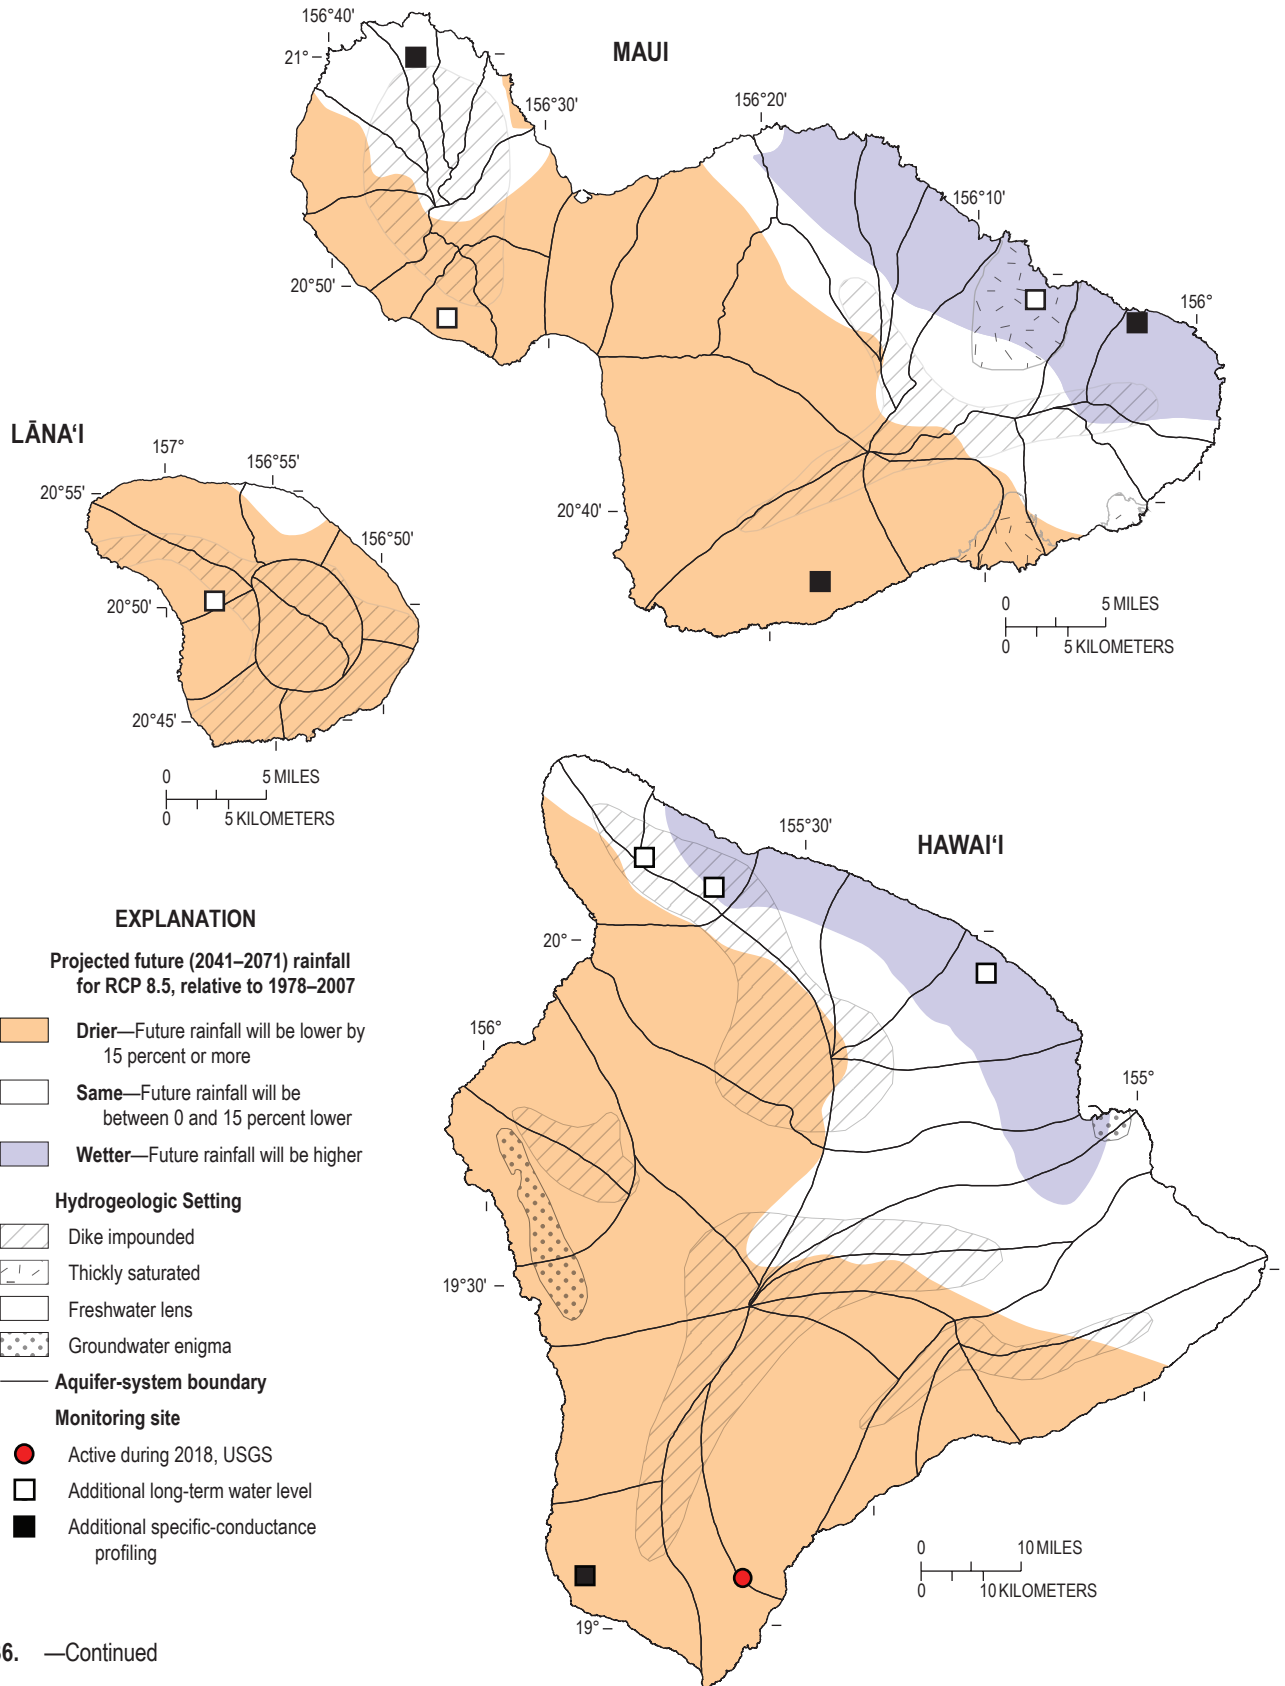 156°40'
21°
MAUI
156°30'
156°20'
156°10'
20°50'
156°
LĀNAʻI
157°
156°55'
20°55'
156°50'
20°40'
20°50'
0 5 MILES
0 5 KILOMETERS
20°45'
0 5 MILES
0 5 KILOMETERS
155°30'
HAWAIʻI
EXPLANATION
Projected future (2041–2071) rainfall
for RCP 8.5, relative to 1978–2007
20°
Drier—Future rainfall will be lower by
15 percent or more
156°
Same—Future rainfall will be
between 0 and 15 percent lower
155°
Wetter—Future rainfall will be higher
Hydrogeologic Setting
Dike impounded
Thickly saturated
19°30'
Freshwater lens
Groundwater enigma
Aquifer-system boundary
Monitoring site
Active during 2018, USGS
Additional long-term water level
Additional specific-conductance
profiling
0 10 MILES
0 10 KILOMETERS
19°
6. —Continued